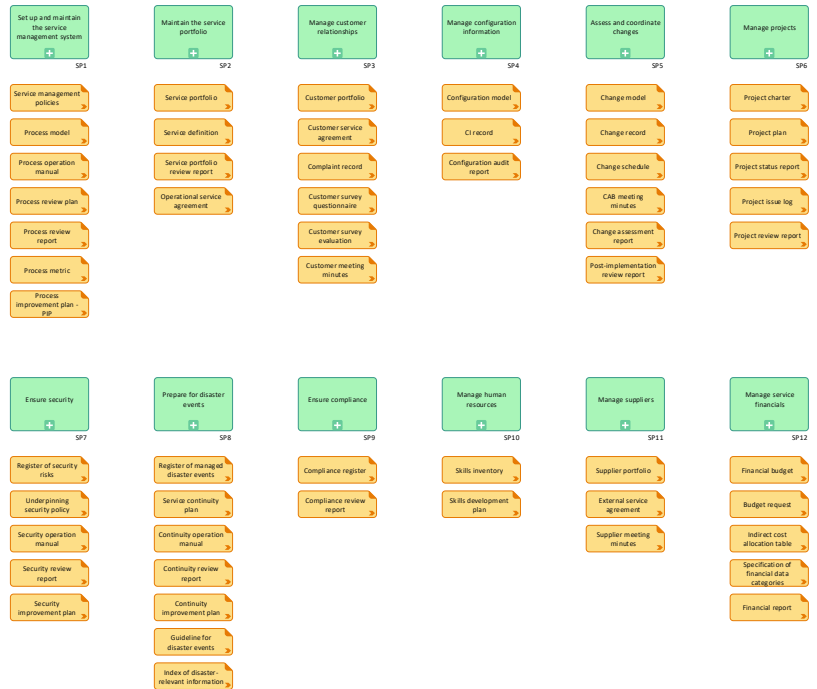 Set up and maintain
the service
management system
SP1
Service management
policies
Process model
Process operation
manual
Process review plan
Process review
report
Process metric
Process
improvement plan -
PIP
Maintain the service
portfolio
SP2
Service portfolio
Service definition
Service portfolio
review report
Operational service
agreement
Manage customer
relationships
SP3
Customer portfolio
Customer service
agreement
Complaint record
Customer survey
questionnaire
Customer survey
evaluation
Customer meeting
minutes
Manage configuration
information
SP4
Configuration model
CI record
Configuration audit
report
Assess and coordinate
changes
SP5
Change model
Change record
Change schedule
CAB meeting
minutes
Change assessment
report
Post-implementation
review report
Manage projects
SP6
Project charter
Project plan
Project status report
Project issue log
Project review report
Ensure security
SP7
Register of security
risks
Underpinning
security policy
Security operation
manual
Security review
report
Security
improvement plan
Prepare for disaster
events
SP8
Register of managed
disaster events
Service continuity
plan
Continuity operation
manual
Continuity review
report
Continuity
improvement plan
Guideline for
disaster events
Index of disaster-
relevant information
Ensure compliance
SP9
Compliance register
Compliance review
report
Manage human
resources
SP10
Skills inventory
Skills development
plan
Manage suppliers
SP11
Supplier portfolio
External service
agreement
Supplier meeting
minutes
Manage service
financials
SP12
Financial budget
Budget request
Indirect cost
allocation table
Specification of
financial data
categories
Financial report